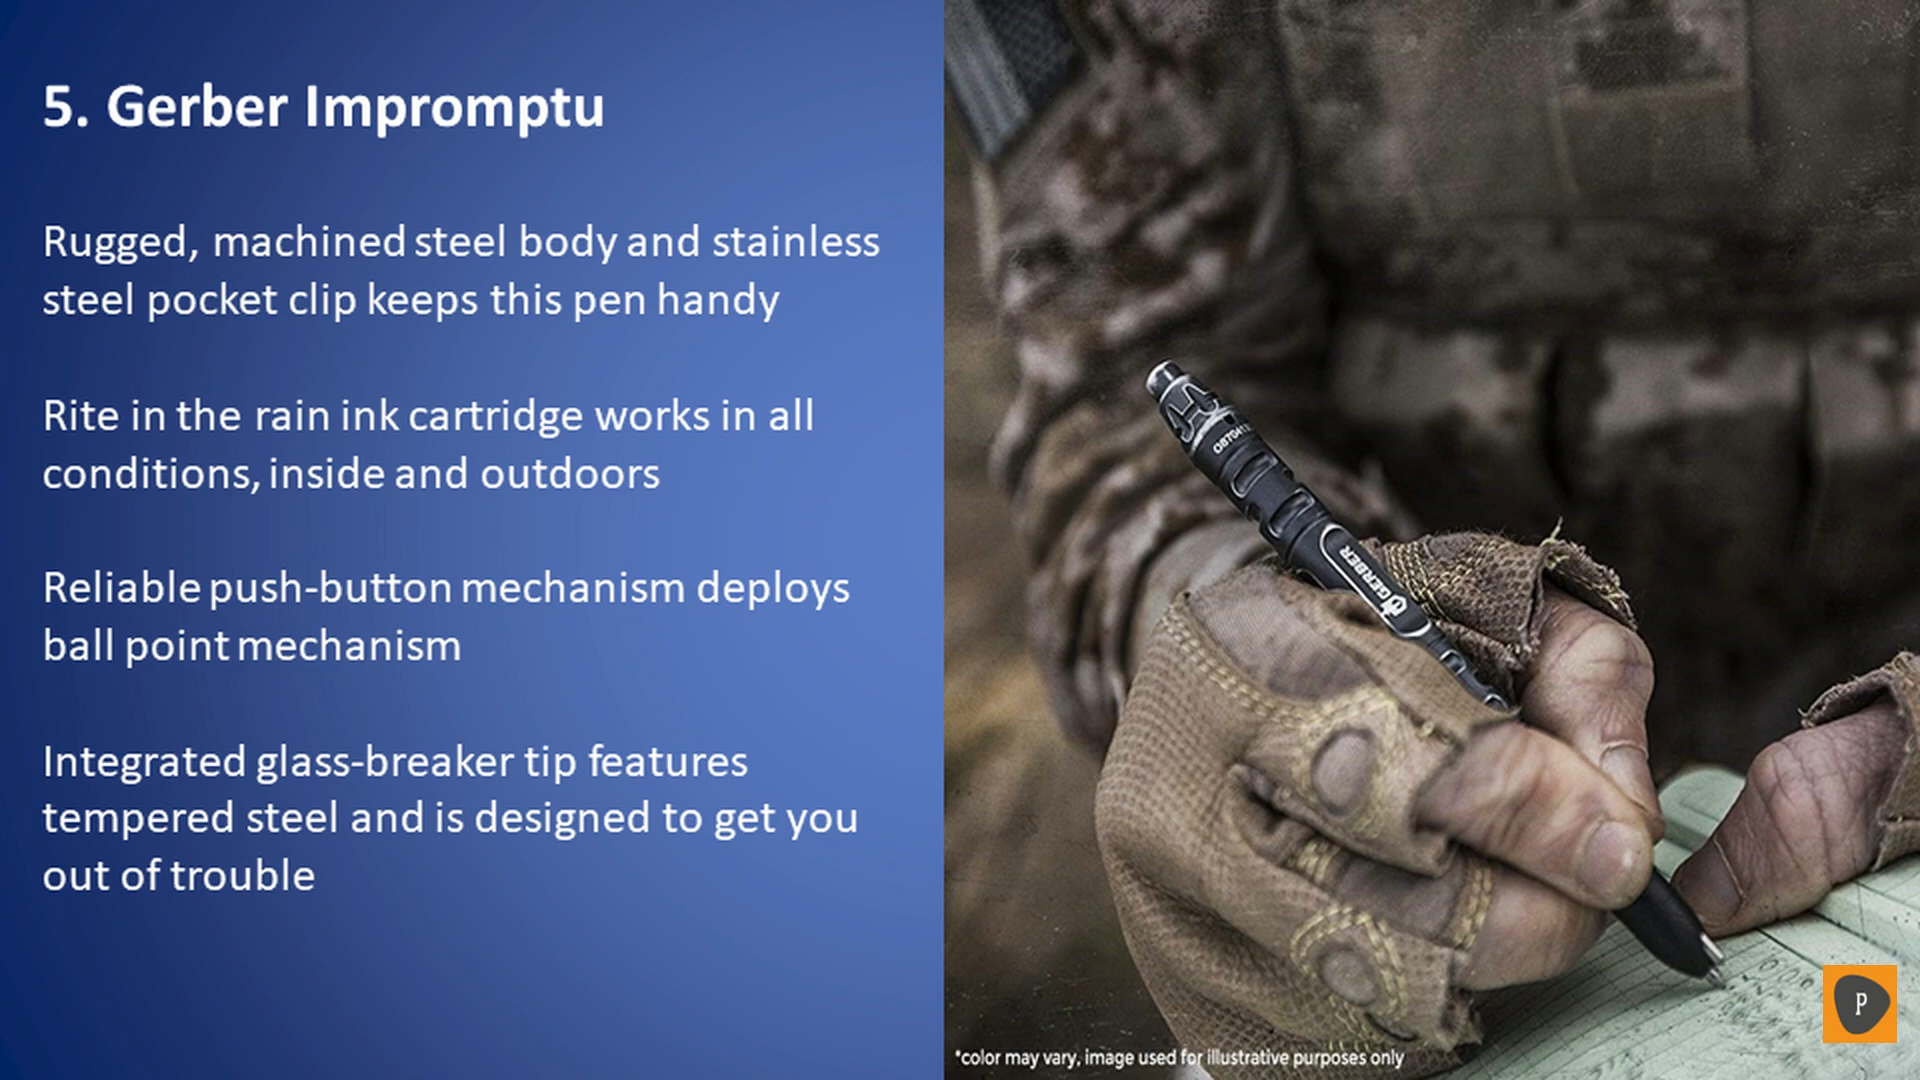 5. Gerber Impromptu
Rugged, machined steel body and stainless
steel pocket clip keeps this pen handy
Rite in the rain ink cartridge works in all
conditions, inside and outdoors
Reliable push-button mechanism deploys
ball point mechanism
Integrated glass-breaker tip features
tempered steel and is designed to get you
out of trouble
GERBER
*color may vary, image used for illustrative purposes only
P